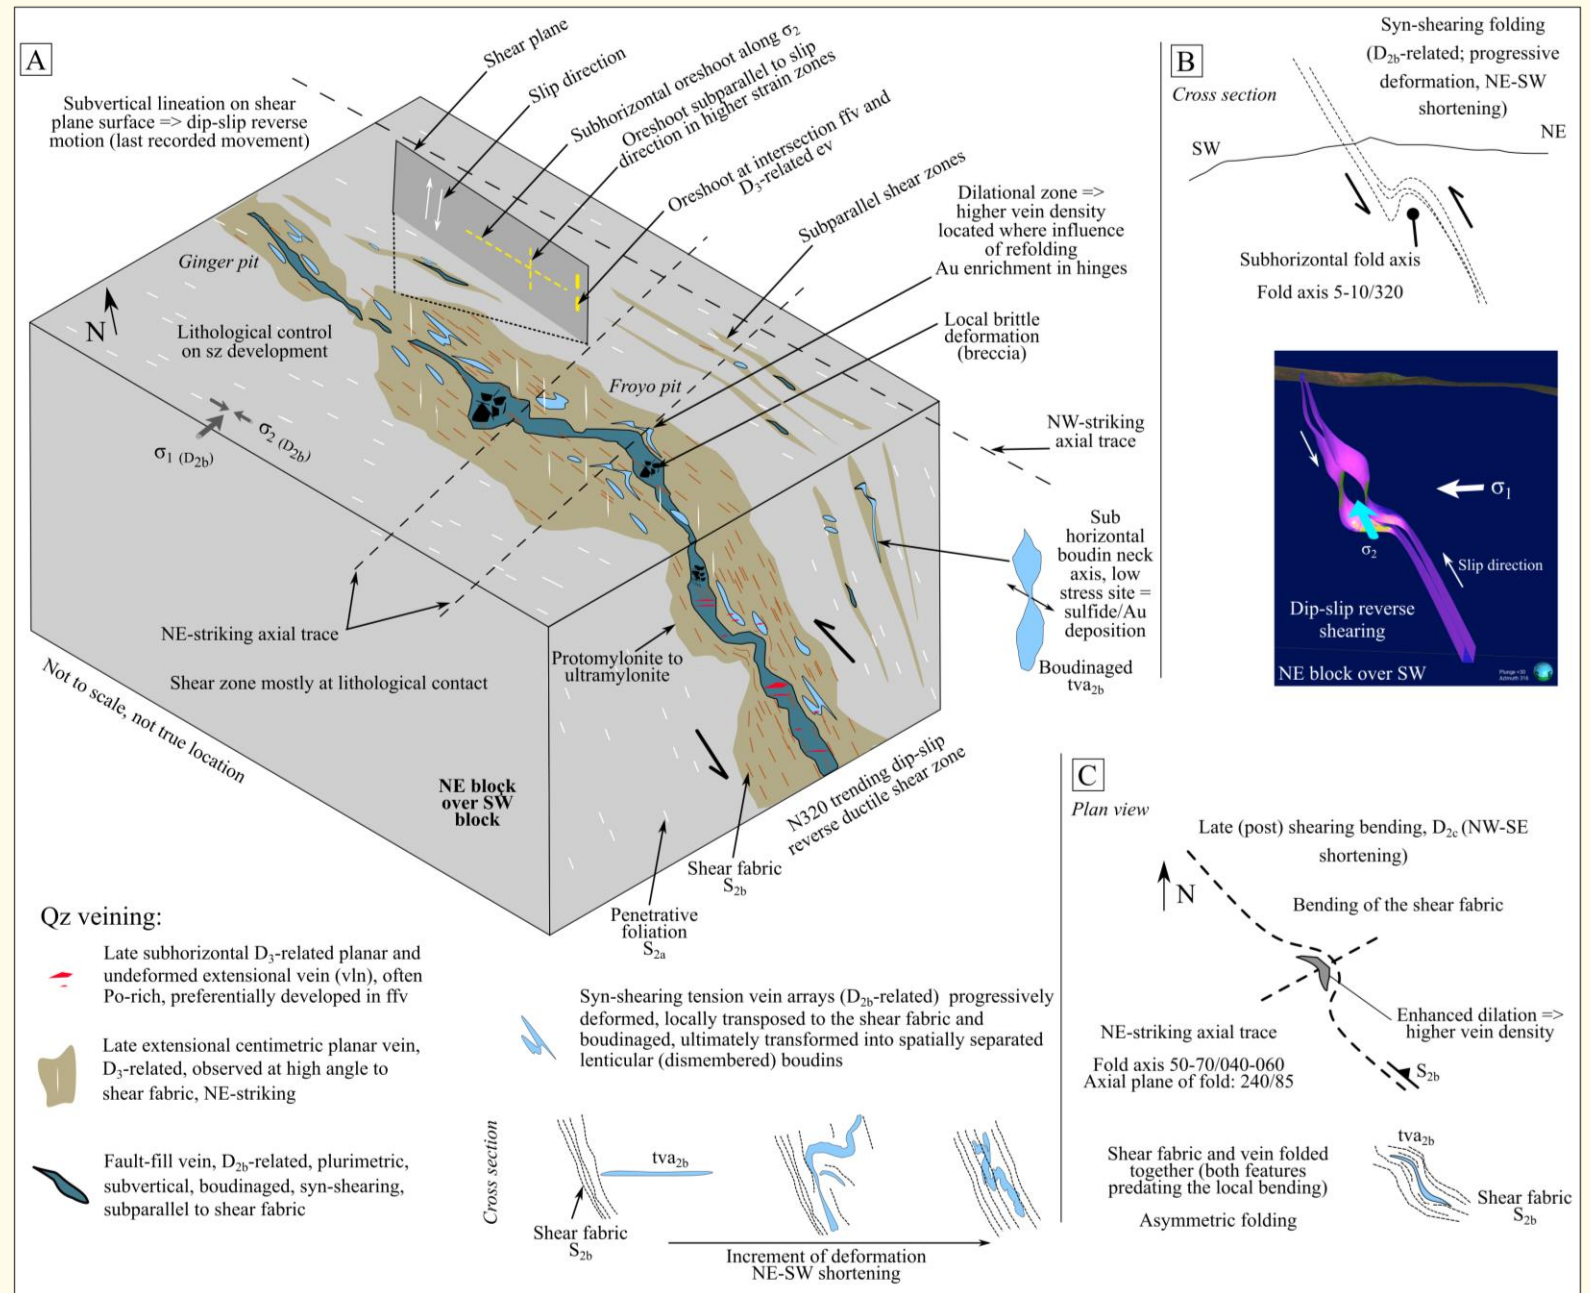 A
Subvertical lineation on shear
plane surface => dip-slip reverse
motion (last recorded movement)
Shear plane
Slip direction
Subhorizontal oreshoot along σ2
Oreshoot subparallel to slip
direction in higher strain zones
Oreshoot at intersection ffv and
D3-related ev
Subparallel shear zones
Dilational zone =>
higher vein density
located where influence
of refolding
Au enrichment in hinges
Local brittle
deformation
(breccia)
NW-striking
axial trace
Ginger pit
N
Lithological control
on sz development
Froyo pit
σ1 (D2b)
σ2 (D2b)
NE-striking axial trace
Shear zone mostly at lithological contact
Not to scale, not true location
Protomylonite to
ultramylonite
NE block
over SW
block
Sub
horizontal
boudin neck
axis, low
stress site =
sulfide/Au
deposition
Boudinaged
tva2b
N320 trending dip-slip
reverse ductile shear zone
Shear fabric
S2b
Penetrative
foliation
S2a
Qz veining:
Late subhorizontal D3-related planar and
undeformed extensional vein (vln), often
Po-rich, preferentially developed in ffv
Late extensional centimetric planar vein,
D3-related, observed at high angle to
shear fabric, NE-striking
Fault-fill vein, D2b-related, plurimetric,
subvertical, boudinaged, syn-shearing,
subparallel to shear fabric
Syn-shearing tension vein arrays (D2b-related) progressively
deformed, locally transposed to the shear fabric and
boudinaged, ultimately transformed into spatially separated
lenticular (dismembered) boudins
Cross section
tva2b
Shear fabric
S2b
Increment of deformation
NE-SW shortening
B
Cross section
Syn-shearing folding
(D2b-related; progressive
deformation, NE-SW
shortening)
SW
NE
Subhorizontal fold axis
Fold axis 5-10/320
σ1
σ2
Slip direction
Dip-slip reverse
shearing
NE block over SW
Plunge +00
Azimuth 316
C
Plan view
Late (post) shearing bending, D2c (NW-SE
shortening)
N
Bending of the shear fabric
Enhanced dilation =>
higher vein density
NE-striking axial trace
Fold axis 50-70/040-060
Axial plane of fold: 240/85
S2b
Shear fabric and vein folded
together (both features
predating the local bending)
Asymmetric folding
tva2b
Shear fabric
S2b